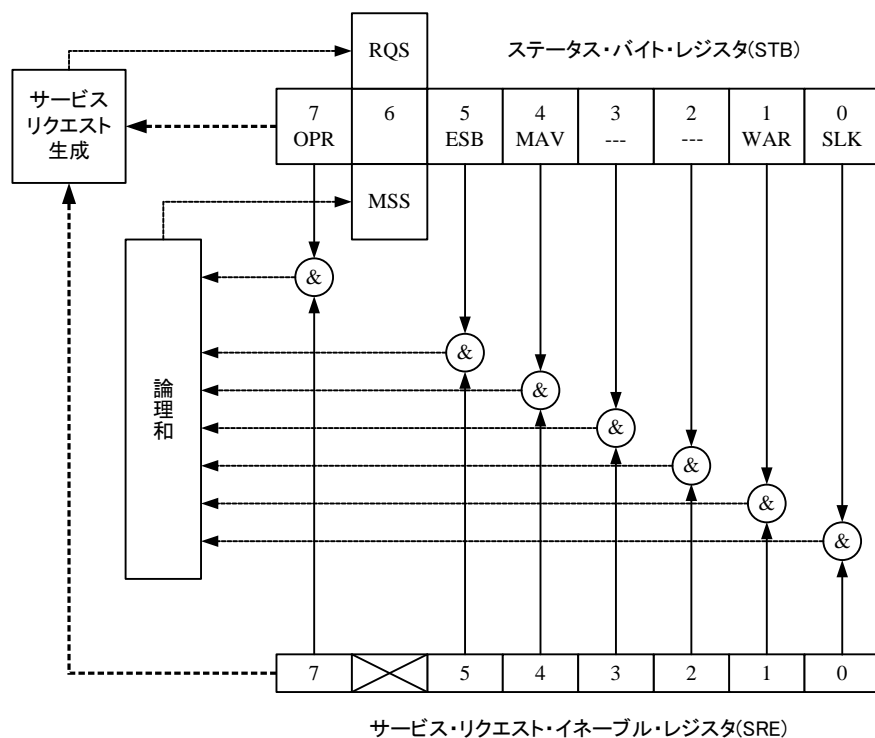 RQS
ステータス・バイト・レジスタ(STB)
サービス
リクエスト
生成
7 6 5 4 3 2 1 0
OPR ESB MAV --- --- WAR SLK
MSS
&
&
&
&
&
&
&
論理和
7 5 4 3 2 1 0
サービス・リクエスト・イネーブル・レジスタ(SRE)